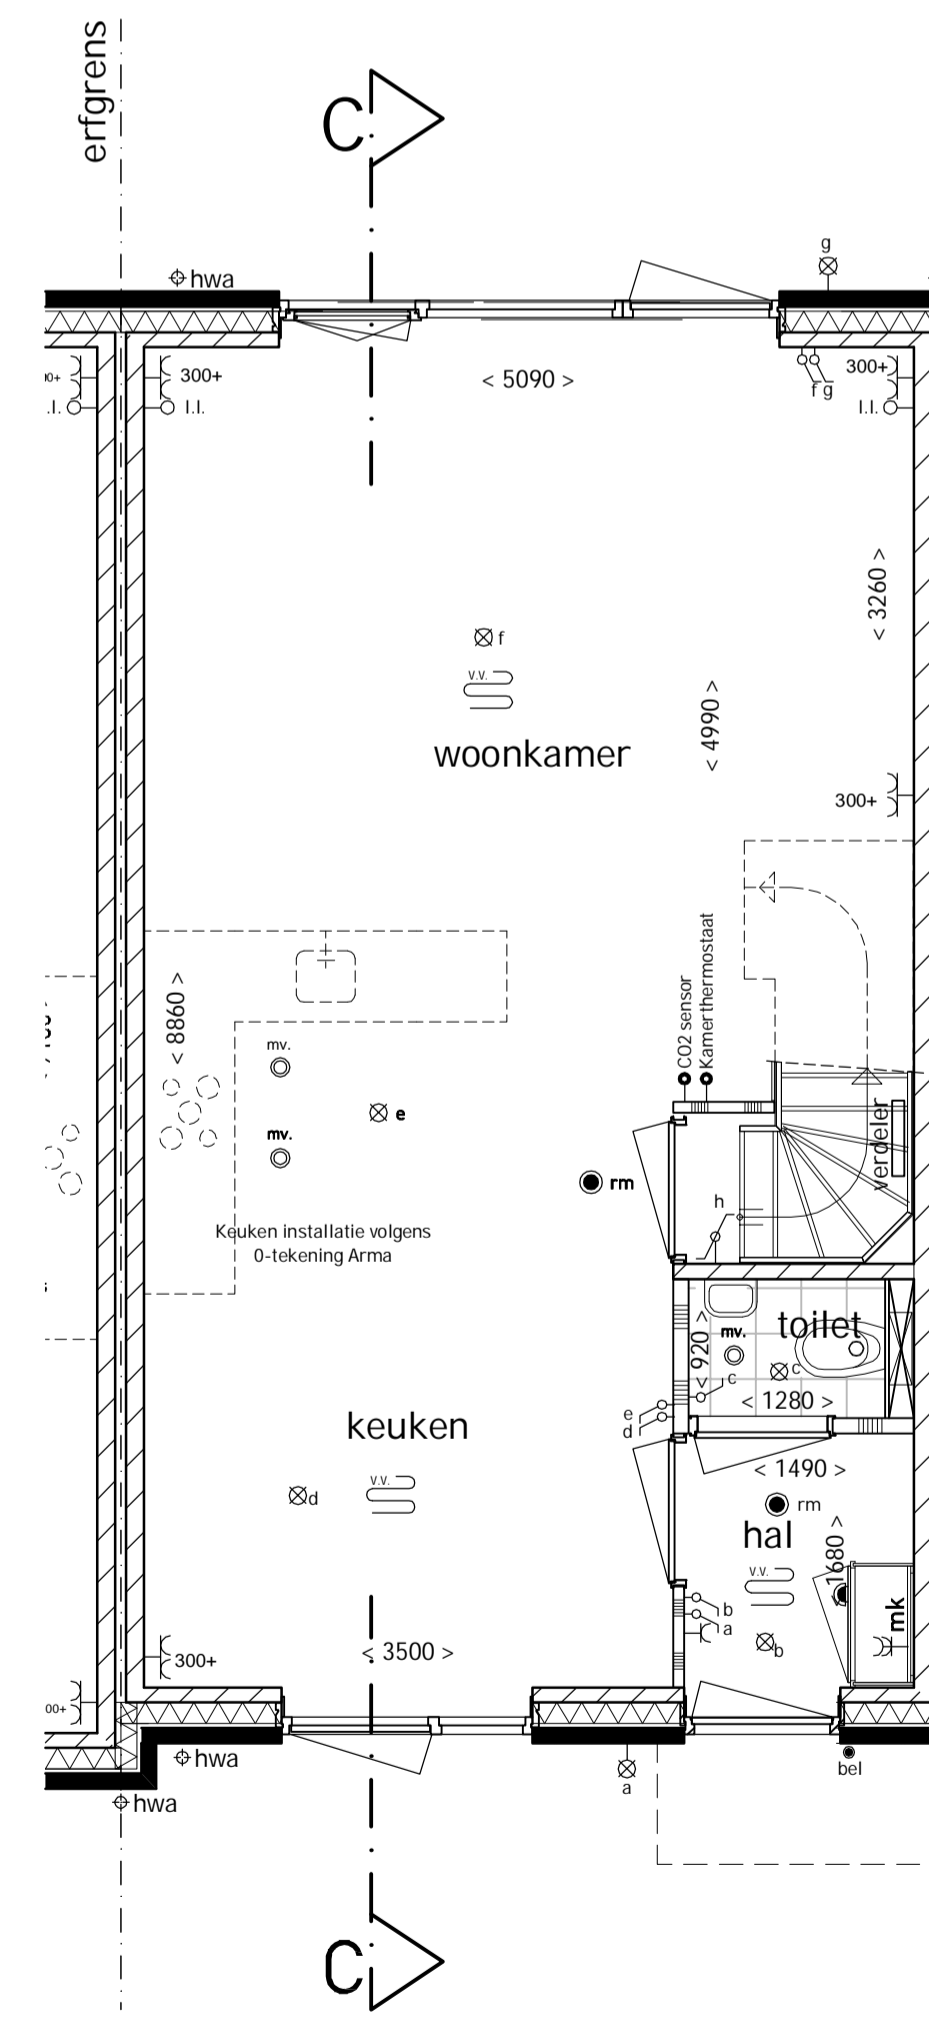 erfgrens
C
g
hwa
300+
< 5090 >
300+
l.l.
l.l.
f g
.l.
< 3260 >
f
v.v.
< 4990 >
woonkamer
300+
CO2 sensor
Kamerthermostaat
< 8860 >
mv.
e
mv.
verdeler
rm
h
Keuken installatie volgens
0-tekening Arma
toilet
mv.
< 920 >
c
c
< 1280 >
e
d
keuken
< 1490 >
v.v.
d
rm
hal
1680 >
v.v.
b
a
b
mk
< 3500 >
300+
00+
hwa
bel
a
hwa
C